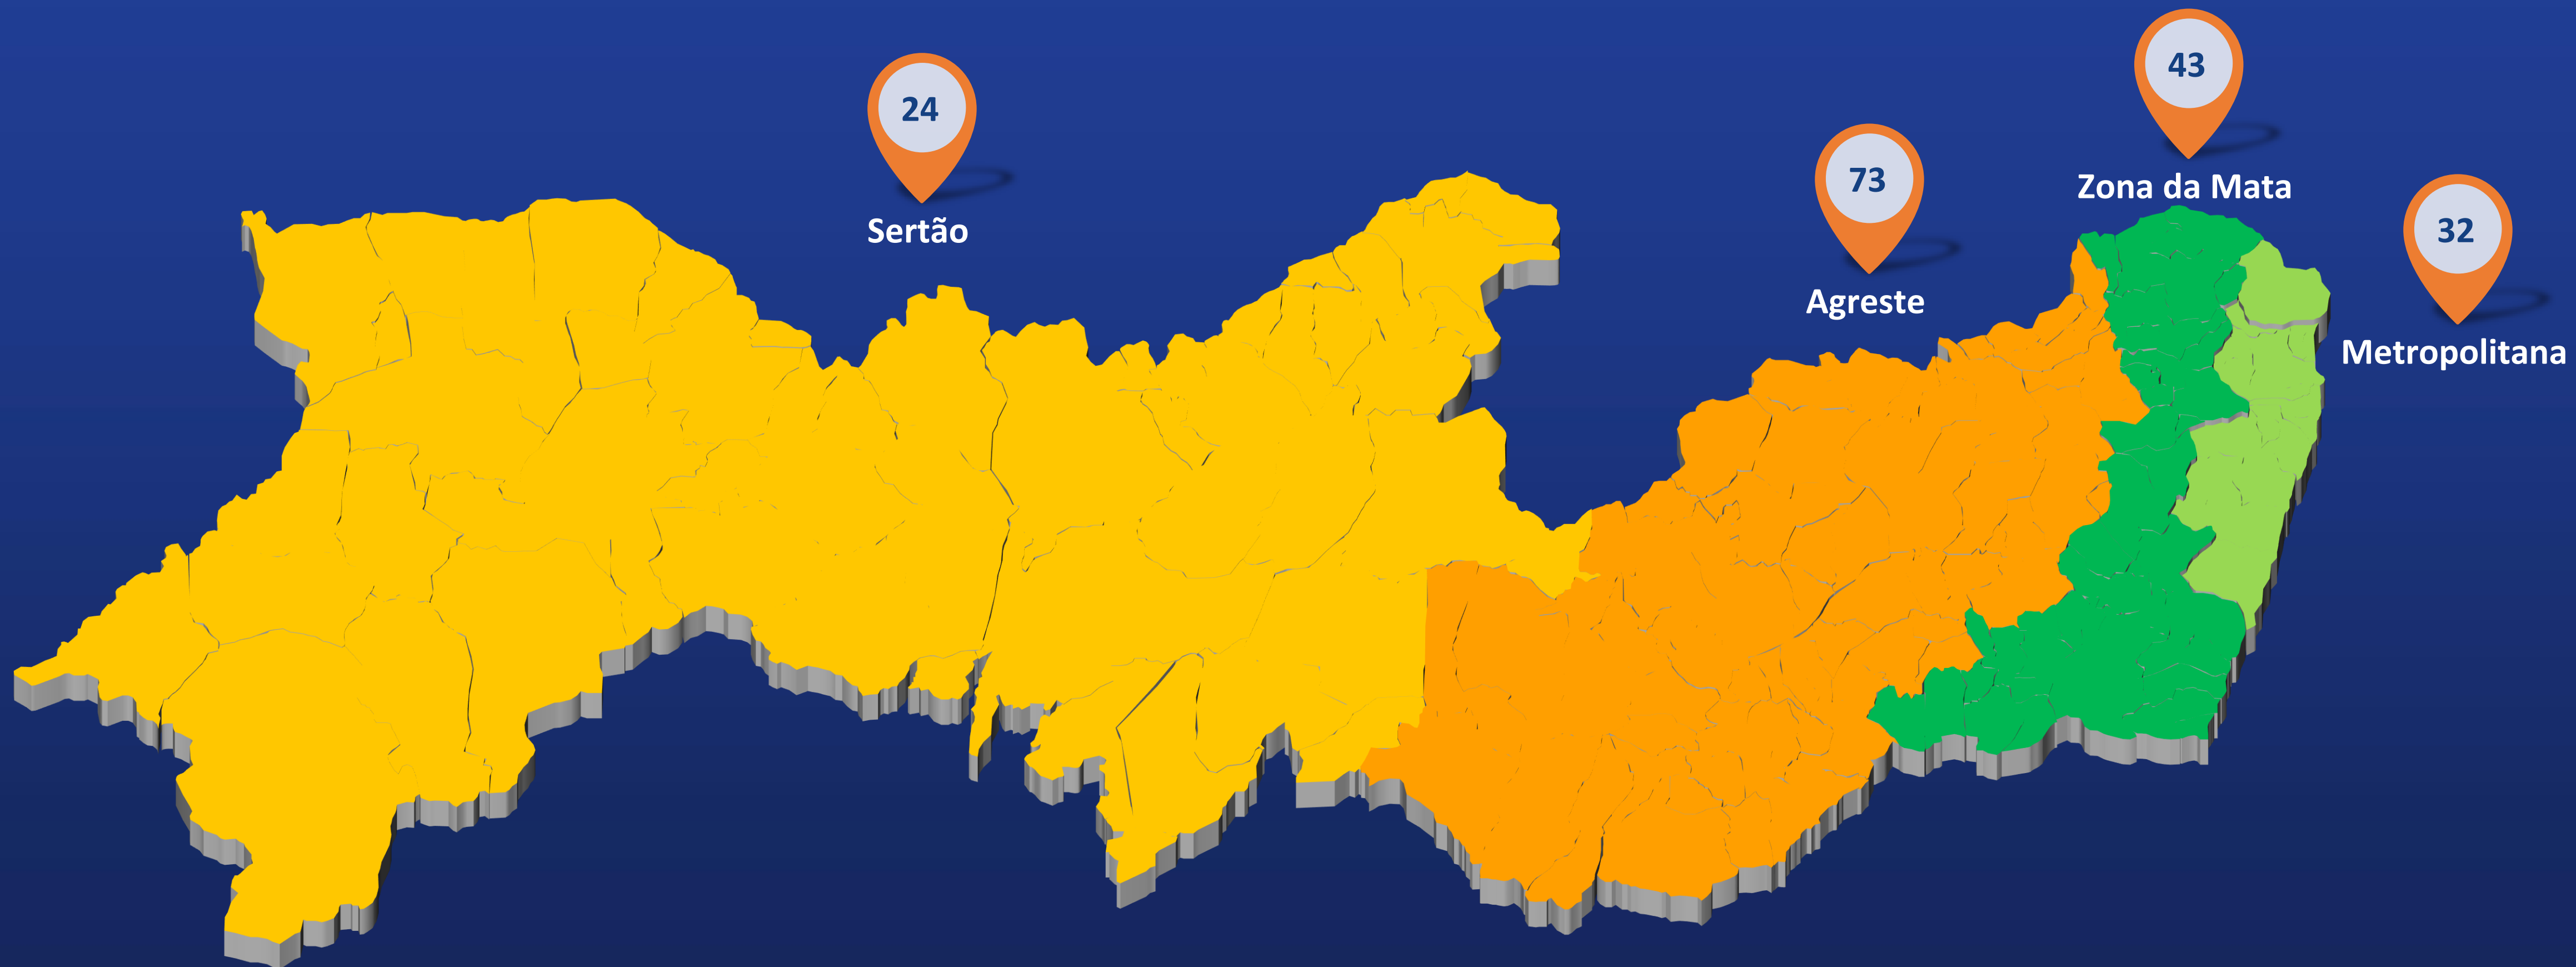 24
Sertão
73
Agreste
43
Zona da Mata
32
Metropolitana